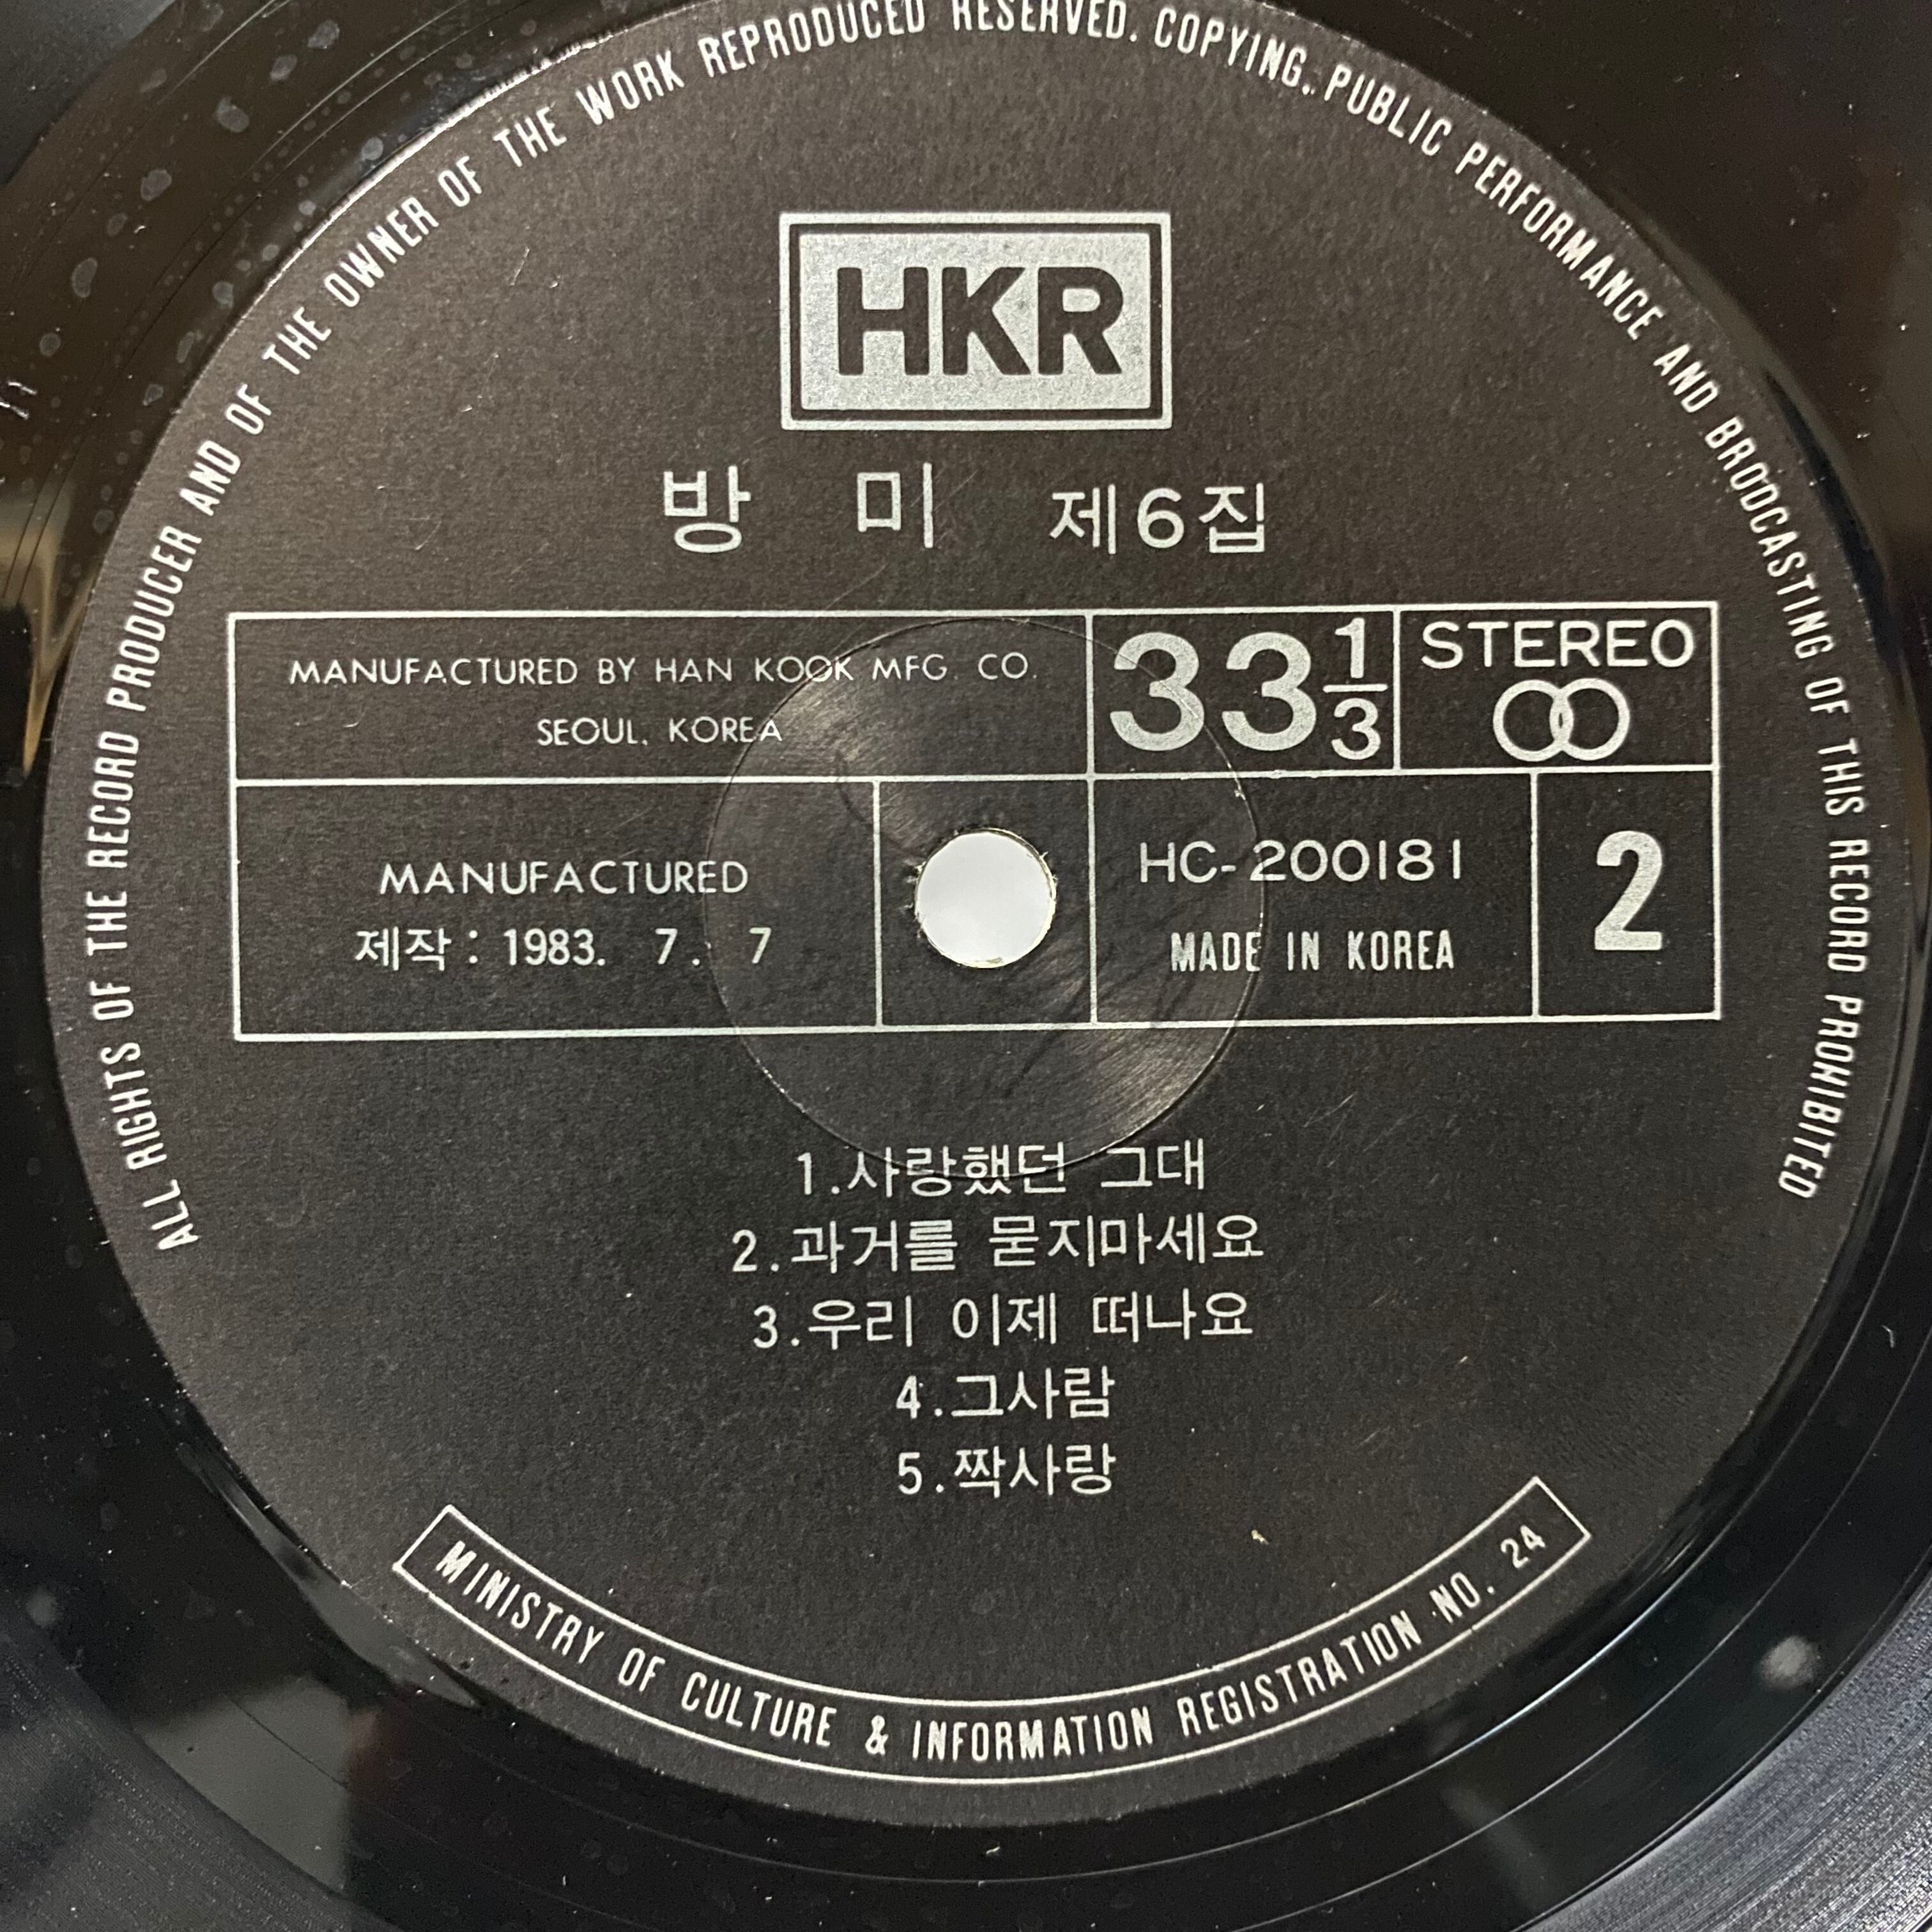 ALL RIGHTS OF THE RECORD PRODUCER AND OF THE OWNER OF THE WORK REPRODUCED RESERVED. COPYING, PUBLIC PERFORMANCE AND BRODCASTING OF THIS RECORD PROHIBITED
HKR
방 미 제6집
MANUFACTURED BY HAN KOOK MFG. CO.
SEOUL, KOREA
33 1/3
STEREO
MANUFACTURED
제작: 1983. 7. 7
HC-200181
MADE IN KOREA
2
1.사랑했던 그대
2.과거를 묻지마세요
3.우리 이제 떠나요
4.그사람
5.짝사랑
MINISTRY OF CULTURE & INFORMATION REGISTRATION NO. 24